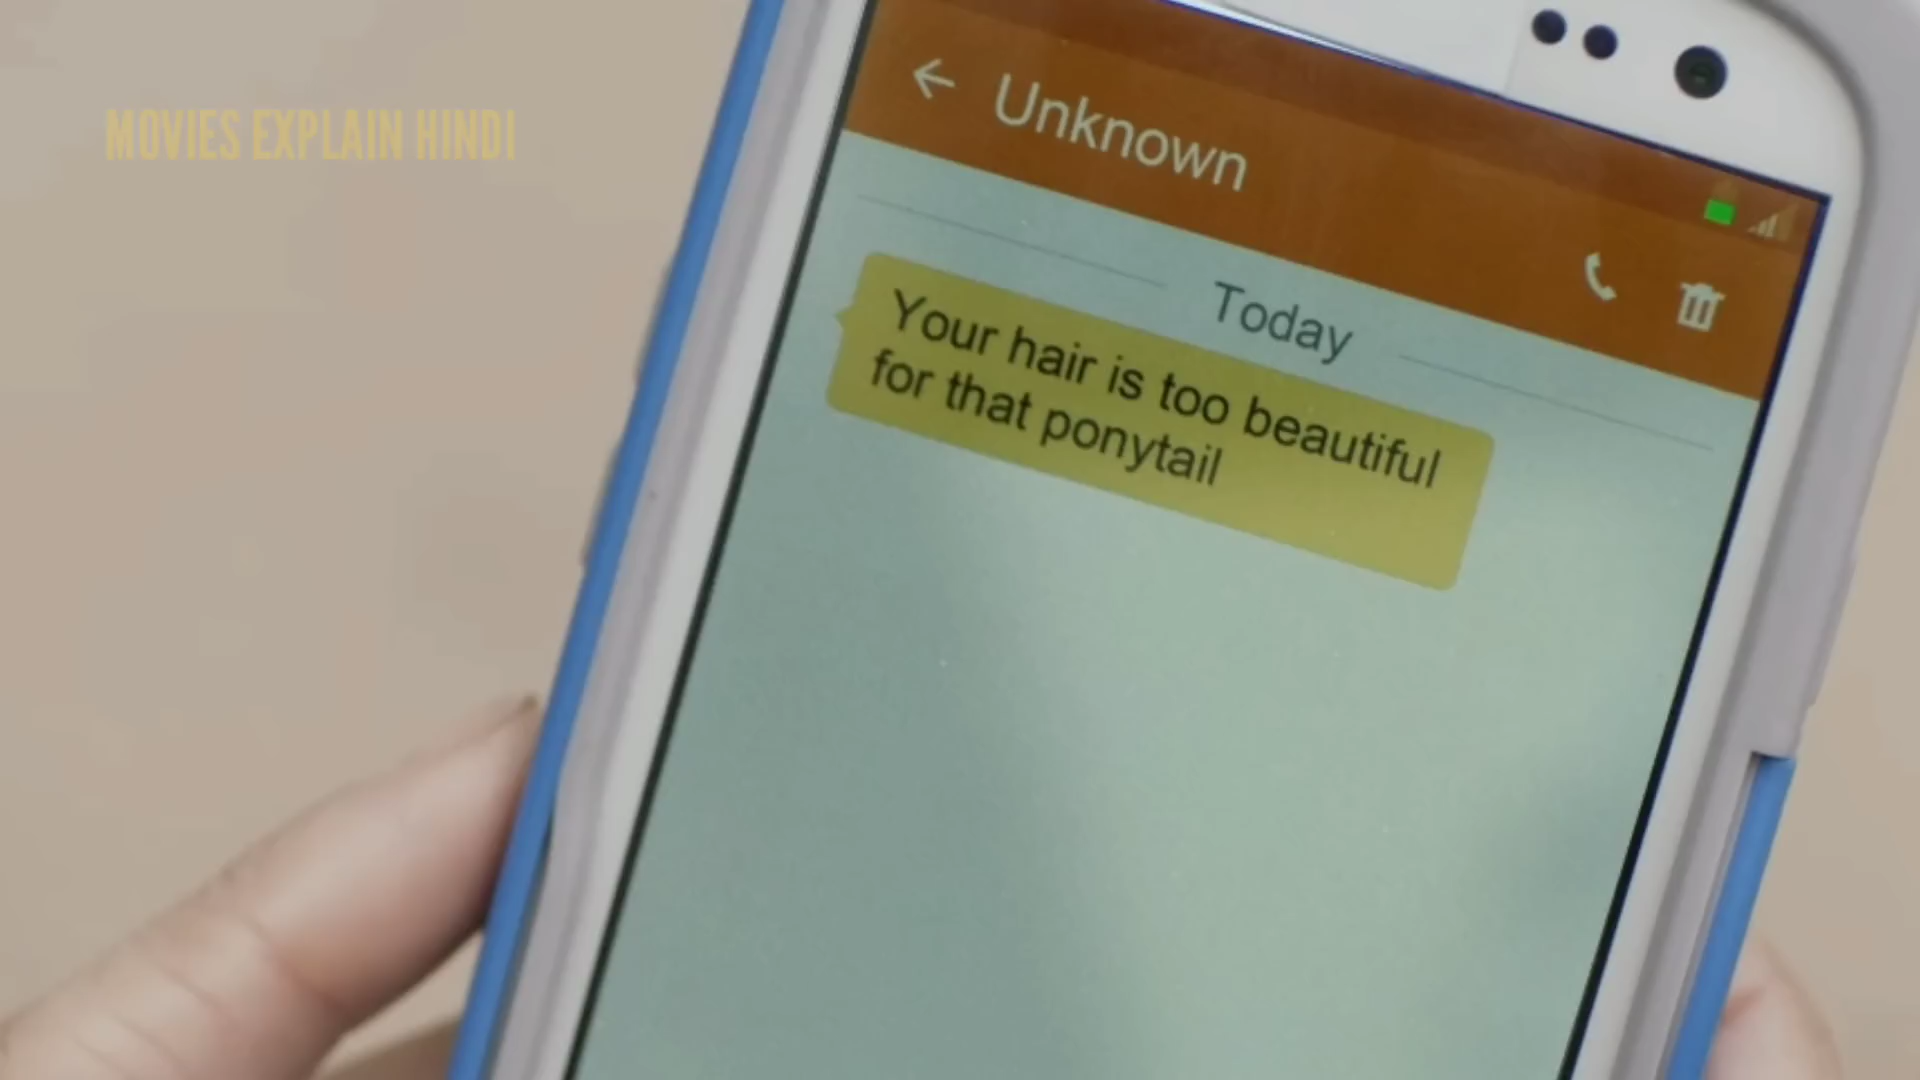 MOVIES EXPLAIN HINDI
Unknown
Today
Your hair is too beautiful
for that ponytail